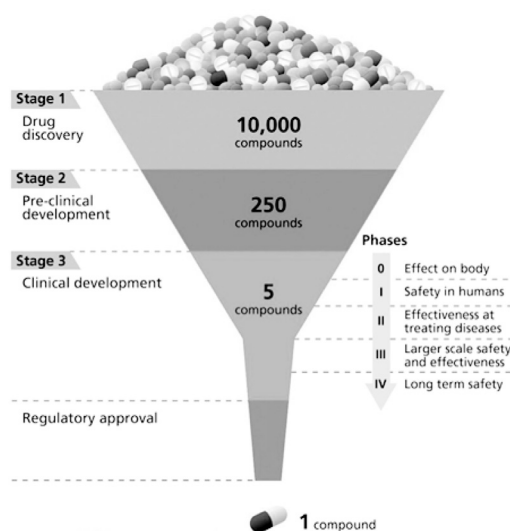 Stage 1
Drug
discovery
10,000
compounds
Stage 2
Pre-clinical
development
250
compounds
Stage 3
Clinical development
5
compounds
Phases
0 Effect on body
I Safety in humans
II Effectiveness at
treating diseases
III Larger scale safety
and effectiveness
IV Long term safety
Regulatory approval
1 compound